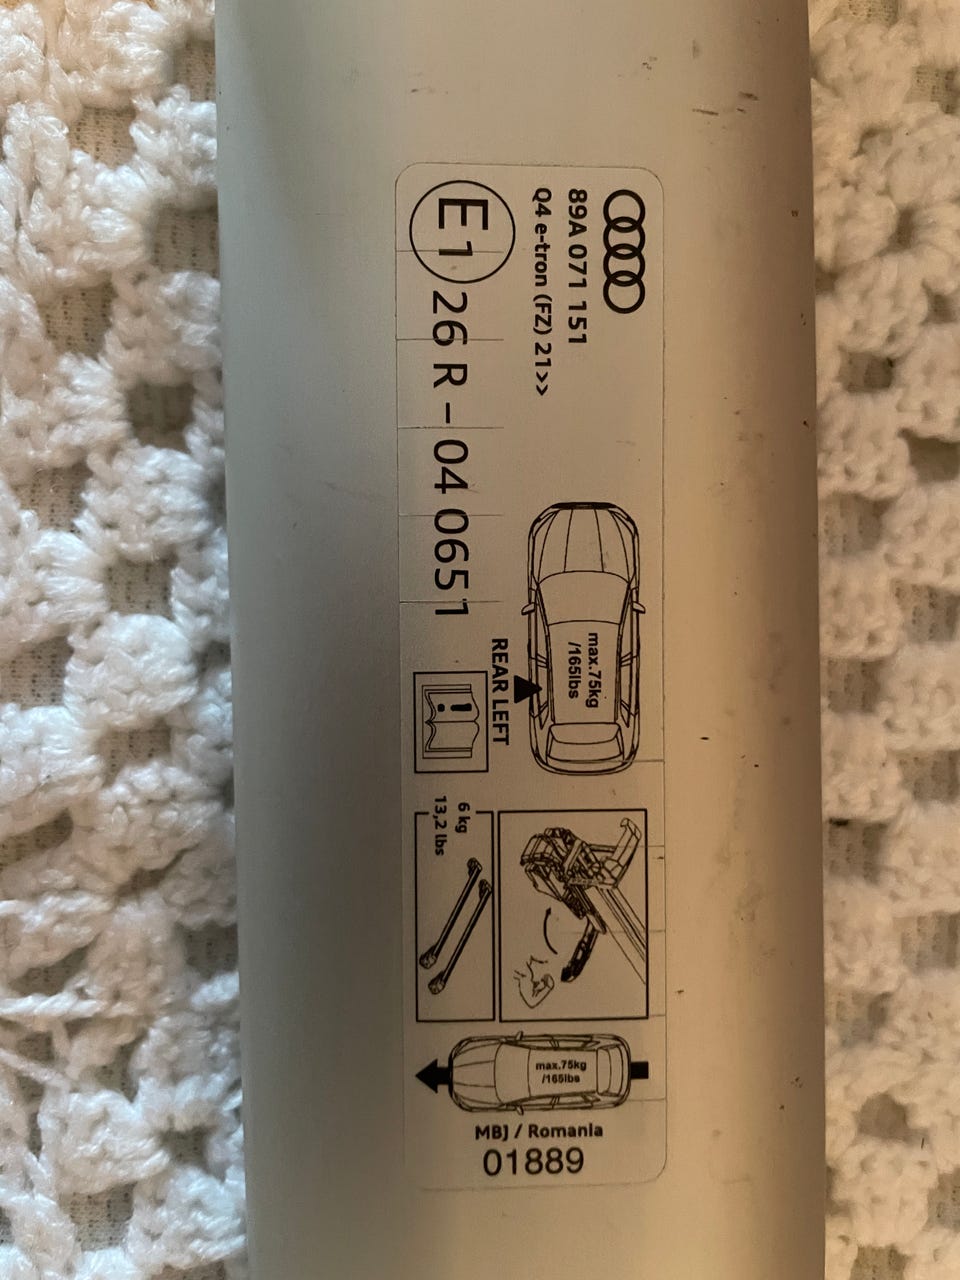 89A 071 151
Q4 e-tron (FZ) 21>>
E1 26 R - 04 0651
max.75kg
/165lbs
REAR LEFT
6 kg
13,2 lbs
max.75kg
/165lbs
MBJ / Romania
01889